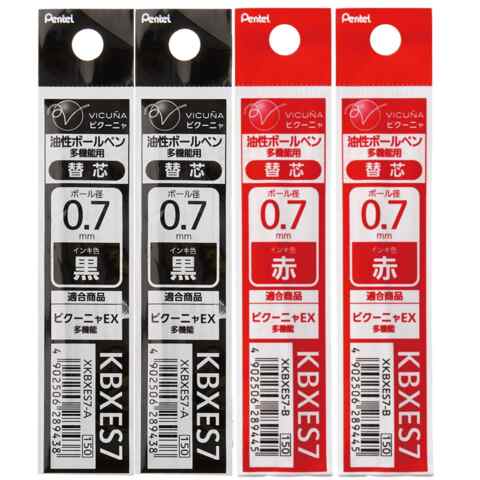 Pentel
VICUÑA
ビクーニャ
油性ボールペン
多機能用
替芯
ボール径
0.7
mm
インキ色
黒
適合商品
ビクーニャEX
多機能
KBXES7
XKBXES7-A
4 902506 289438
150
Pentel
VICUÑA
ビクーニャ
油性ボールペン
多機能用
替芯
ボール径
0.7
mm
インキ色
黒
適合商品
ビクーニャEX
多機能
KBXES7
XKBXES7-A
4 902506 289438
150
Pentel
VICUÑA
ビクーニャ
油性ボールペン
多機能用
替芯
ボール径
0.7
mm
インキ色
赤
適合商品
ビクーニャEX
多機能
KBXES7
XKBXES7-B
4 902506 289445
150
Pentel
VICUÑA
ビクーニャ
油性ボールペン
多機能用
替芯
ボール径
0.7
mm
インキ色
赤
適合商品
ビクーニャEX
多機能
KBXES7
XKBXES7-B
4 902506 289445
150